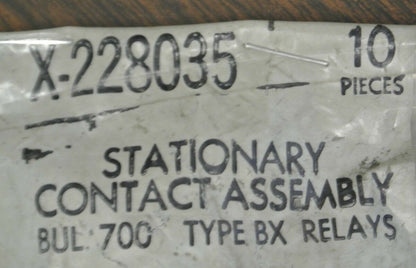 X-228035 10
PIECES
STATIONARY
CONTACT ASSEMBLY
BUL. 700 TYPE BX RELAYS